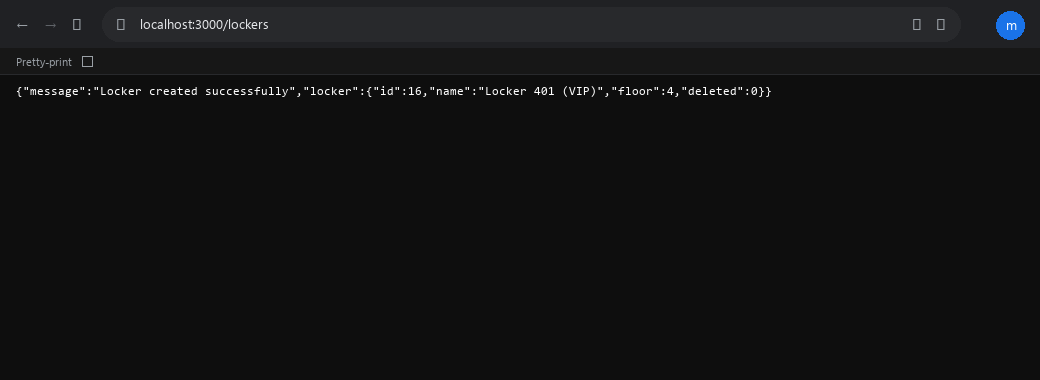 localhost:3000/lockers
m
Pretty-print
{"message":"Locker created successfully","locker":{"id":16,"name":"Locker 401 (VIP)","floor":4,"deleted":0}}